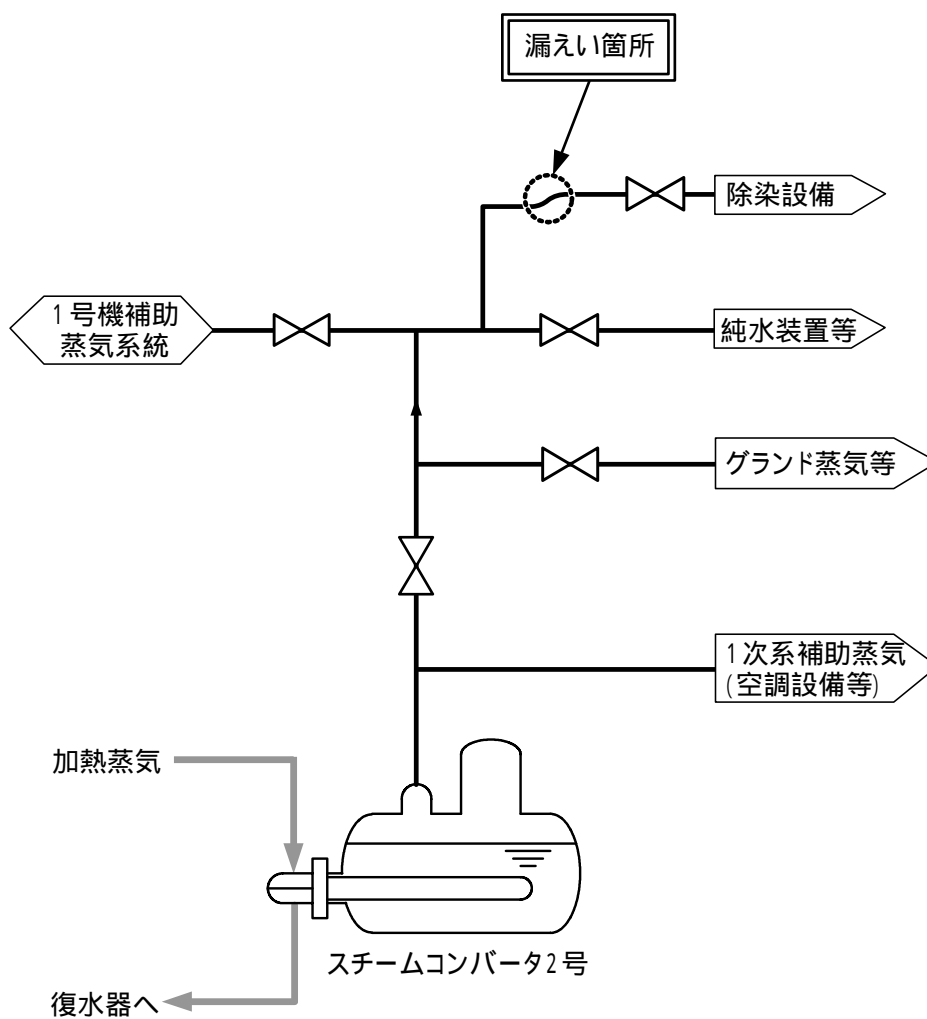 漏えい箇所
除染設備
1号機補助
蒸気系統
純水装置等
グランド蒸気等
1次系補助蒸気
(空調設備等)
加熱蒸気
スチームコンバータ2号
復水器へ